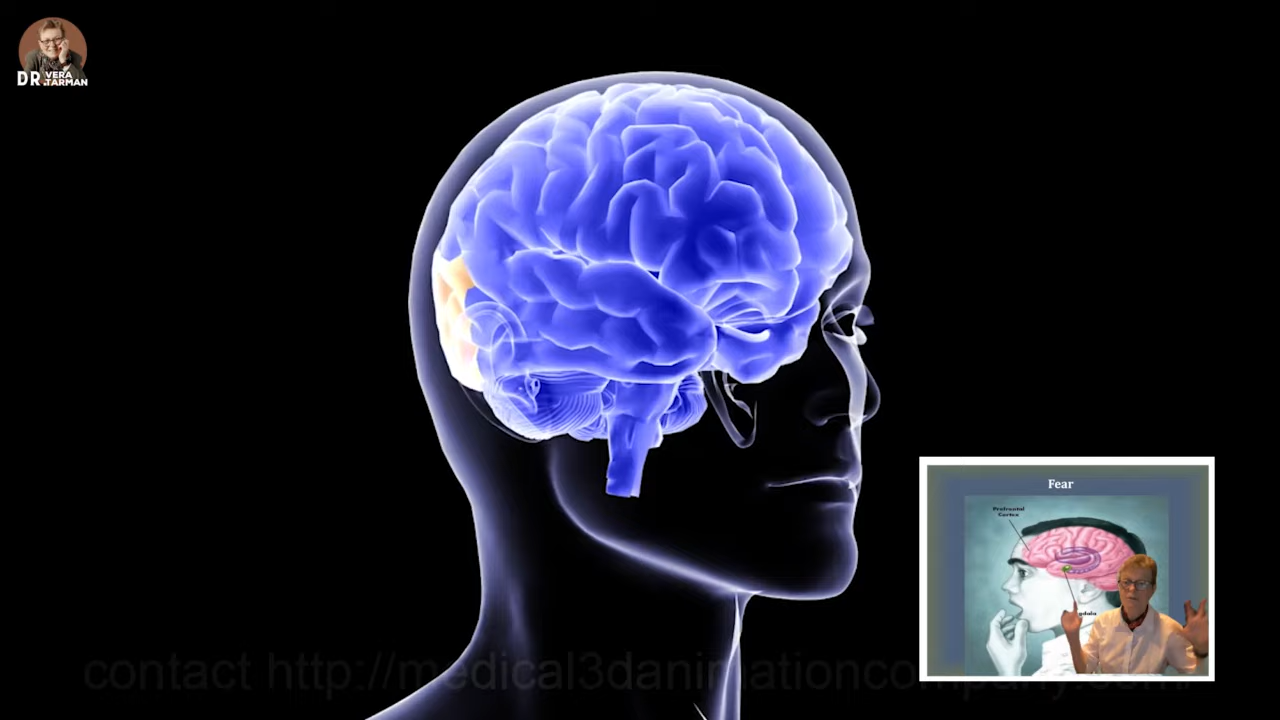 DR. VERA
TARMAN
Fear
Prefrontal
Cortex
contact http://medical3danimationcompany.com/